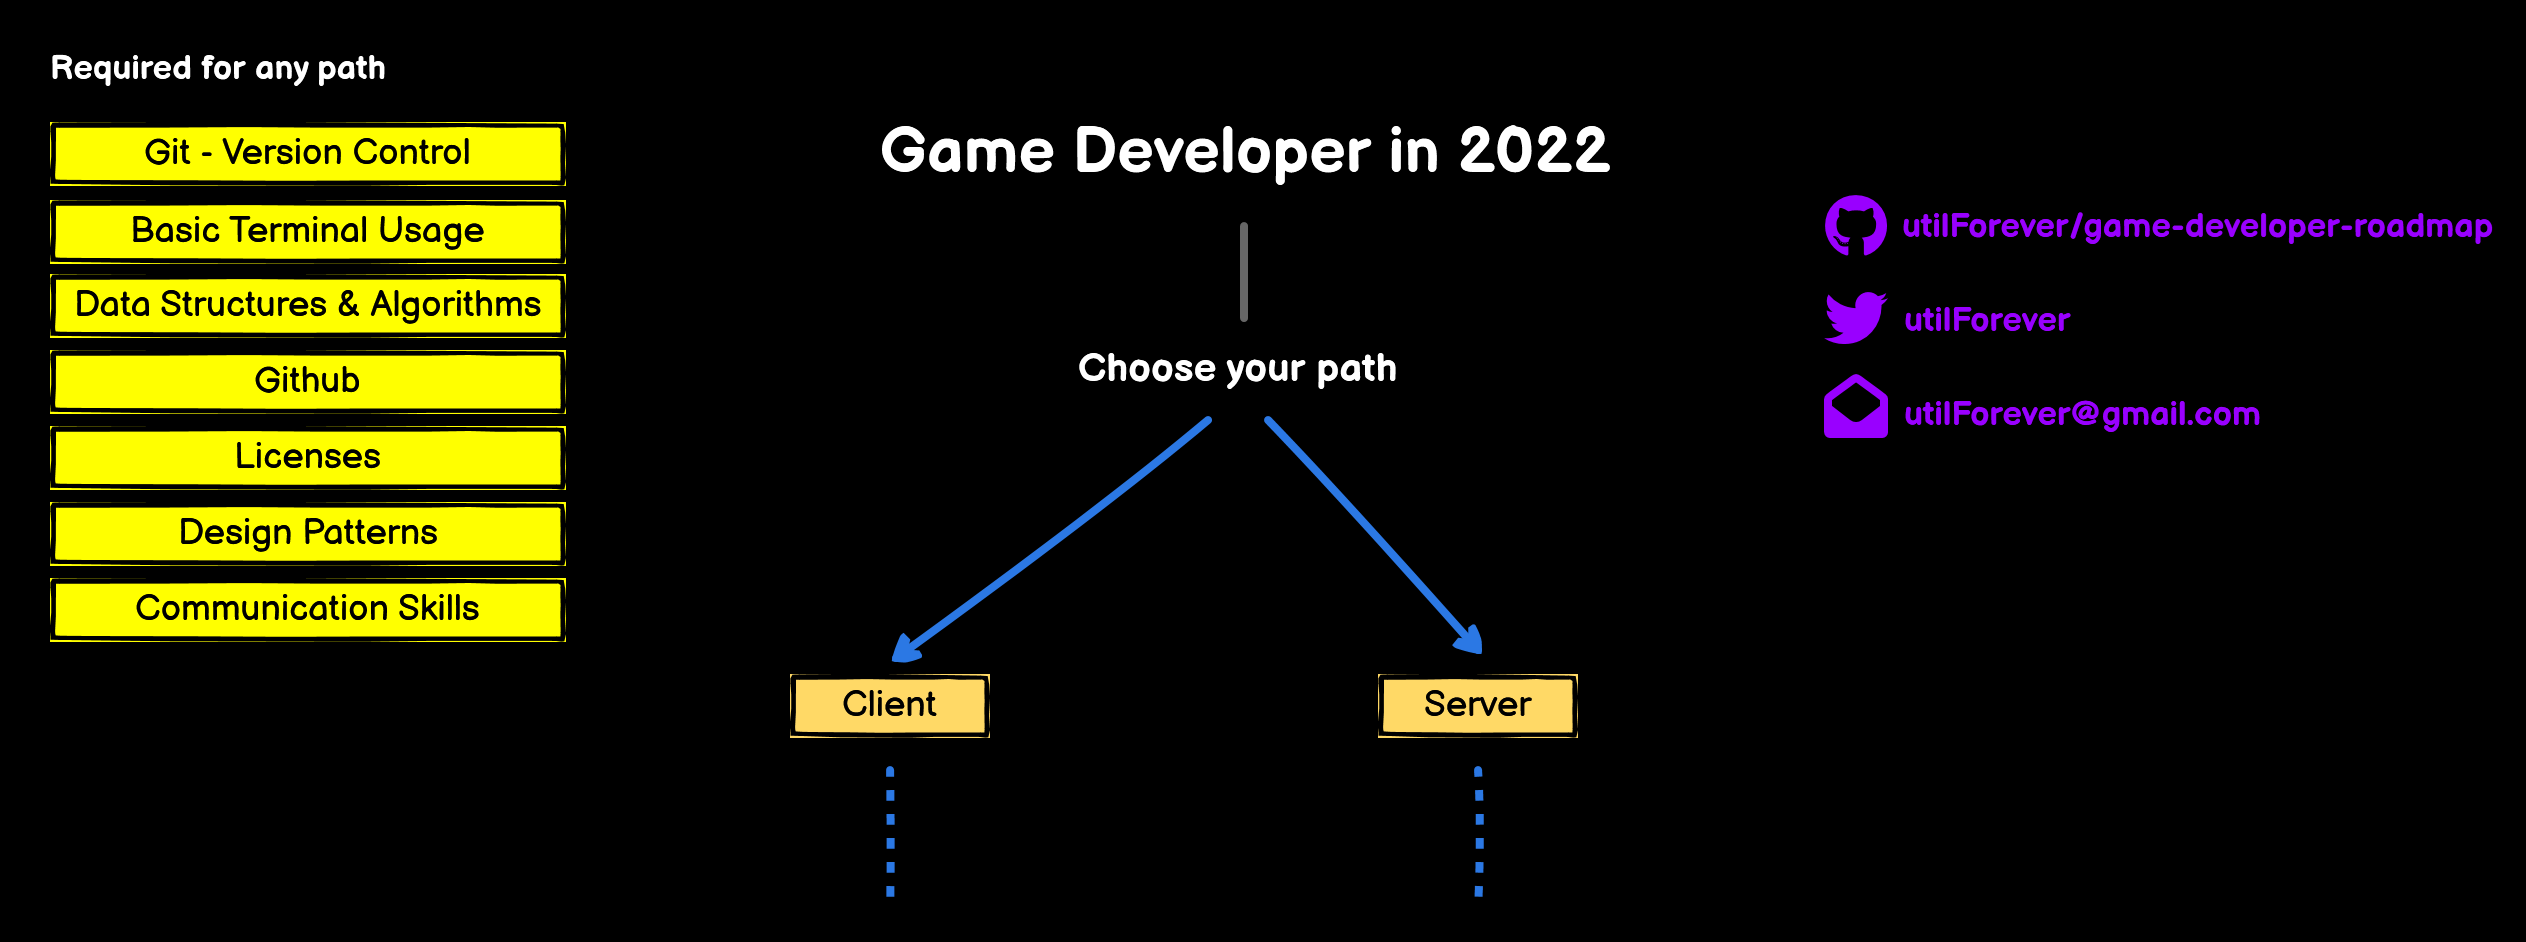 Required for any path
Git - Version Control
Basic Terminal Usage
Data Structures & Algorithms
Github
Licenses
Design Patterns
Communication Skills
Game Developer in 2022
Choose your path
Client
Server
utilForever/game-developer-roadmap
utilForever
utilForever@gmail.com